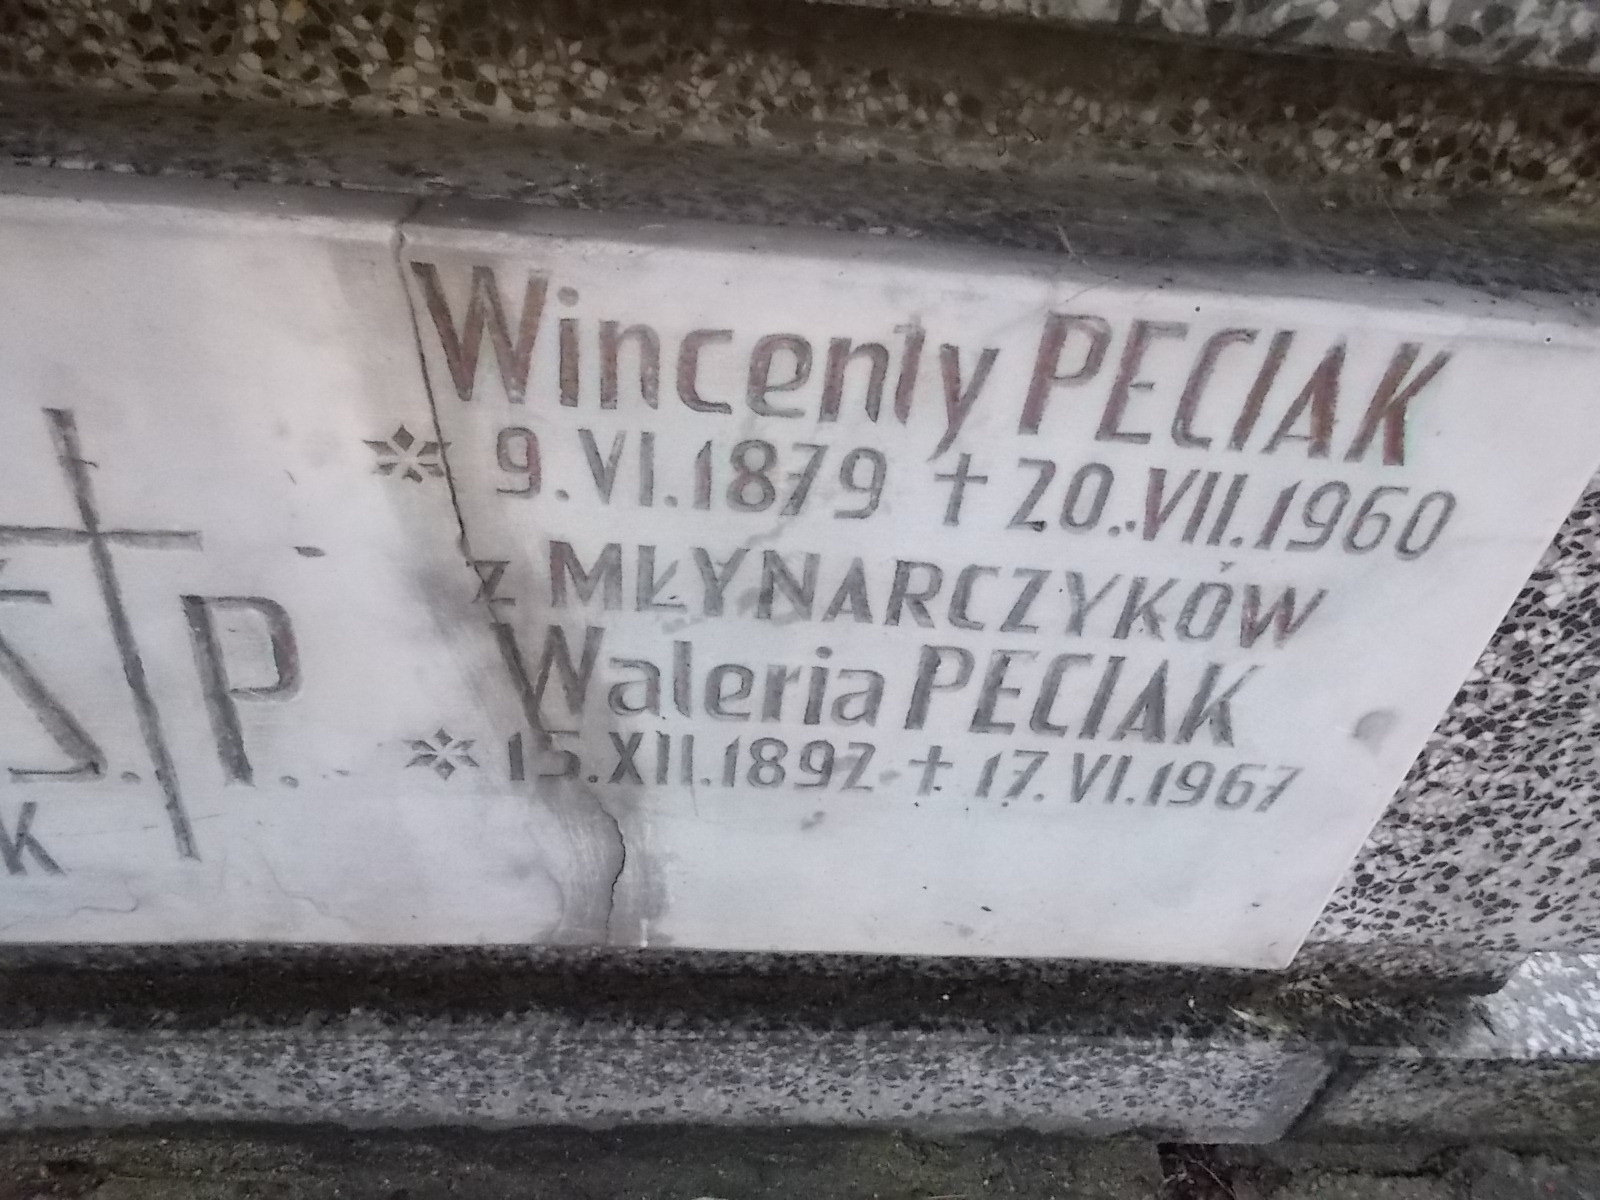 Wincenty PECIAK
* 9.VI.1879 † 20.VII.1960
z MŁYNARCZYKÓW
Waleria PECIAK
* 15.XII.1892 † 17.VI.1967
Ś. P.